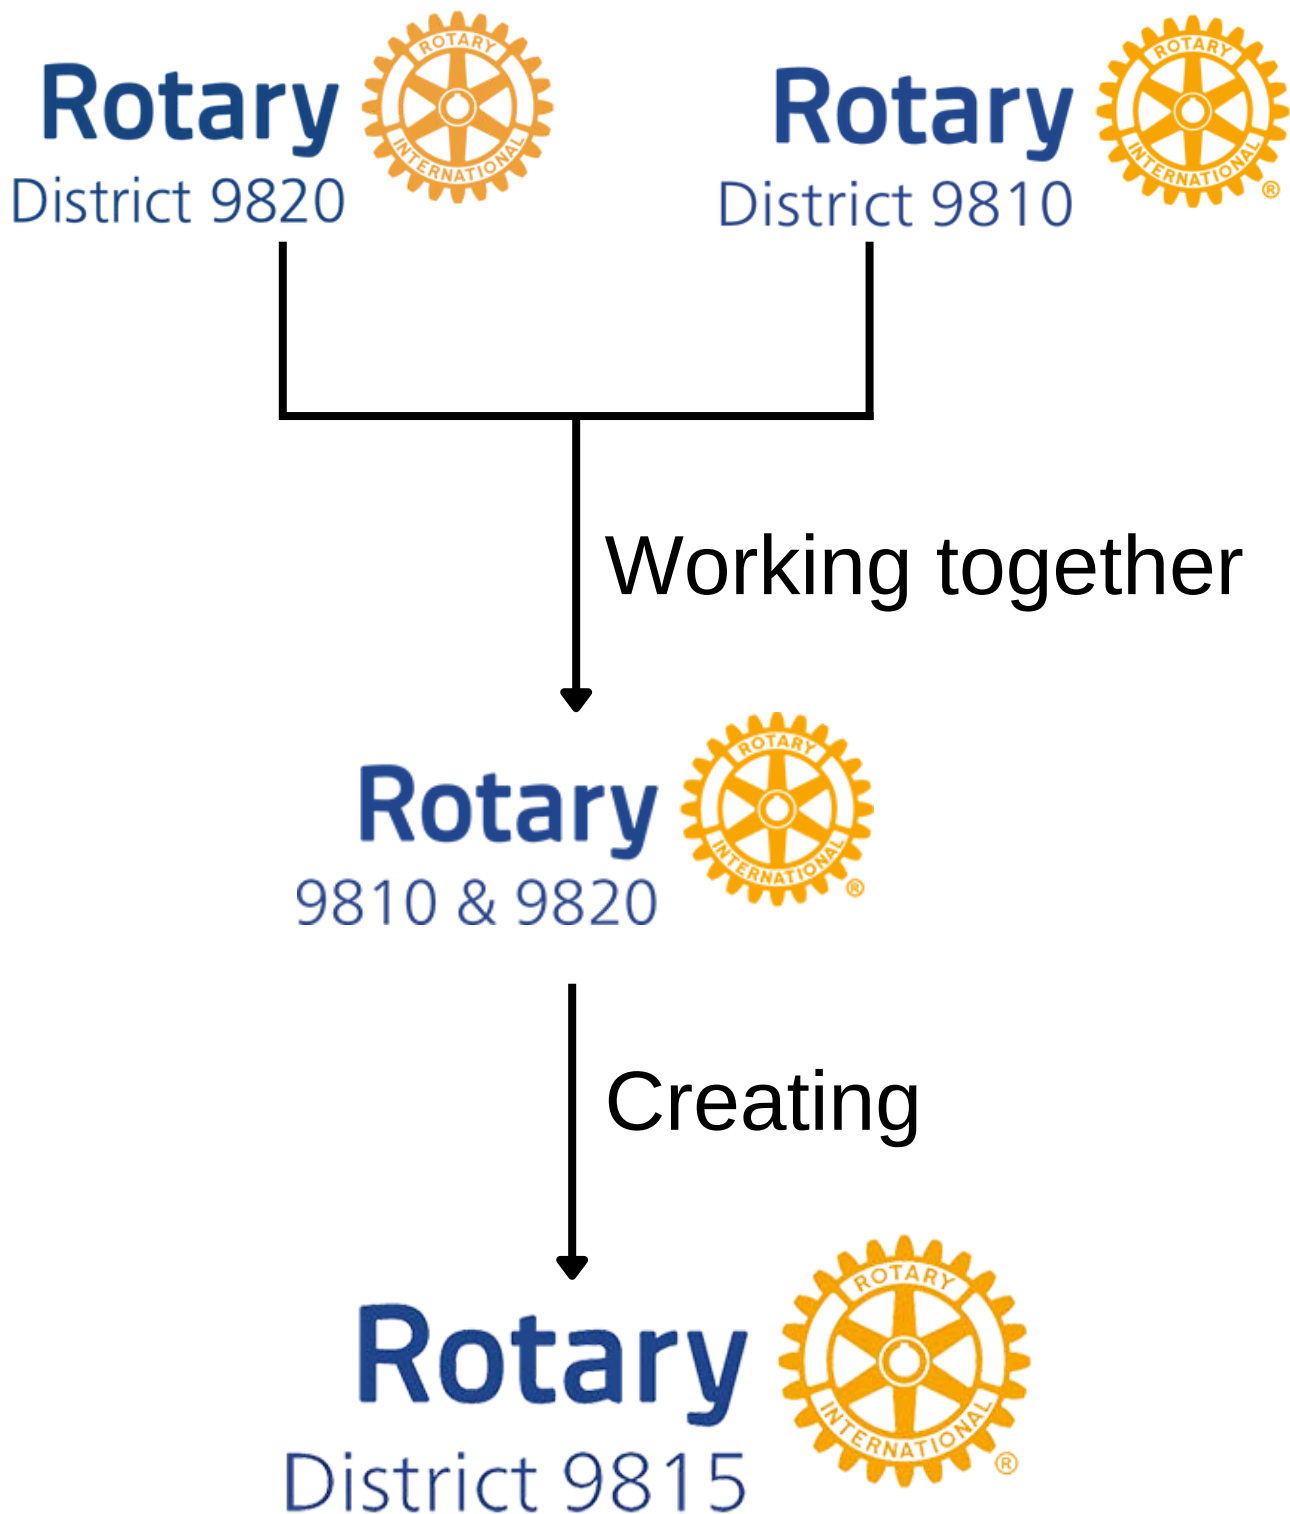 Rotary
ROTARY
INTERNATIONAL
District 9820
Rotary
ROTARY
INTERNATIONAL
®
District 9810
Working together
Rotary
ROTARY
INTERNATIONAL
®
9810 & 9820
Creating
Rotary
ROTARY
INTERNATIONAL
®
District 9815